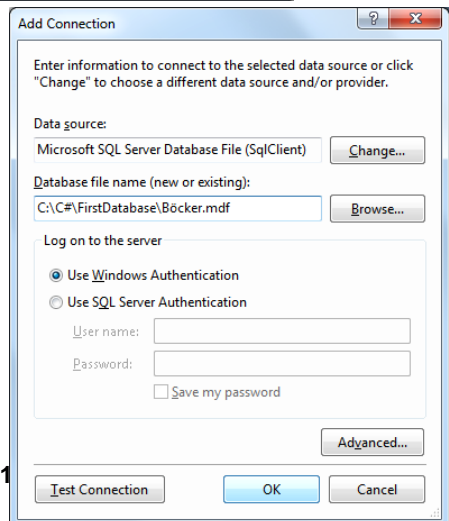 Add Connection
Enter information to connect to the selected data source or click
"Change" to choose a different data source and/or provider.
Data source:
Microsoft SQL Server Database File (SqlClient)
Change...
Database file name (new or existing):
C:\C#\FirstDatabase\Böcker.mdf
Browse...
Log on to the server
Use Windows Authentication
Use SQL Server Authentication
User name:
Password:
Save my password
Advanced...
1
Test Connection
OK
Cancel